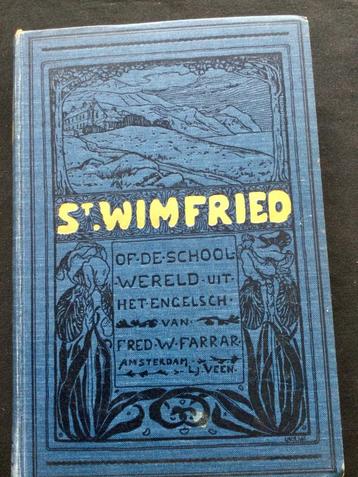 ST. WIMFRIED
OF·DE·SCHOOL
WERELD·UIT·
HET·ENGELSCH·
VAN
FRED·W·FARRAR
AMSTERDAM·
L.J. VEEN.